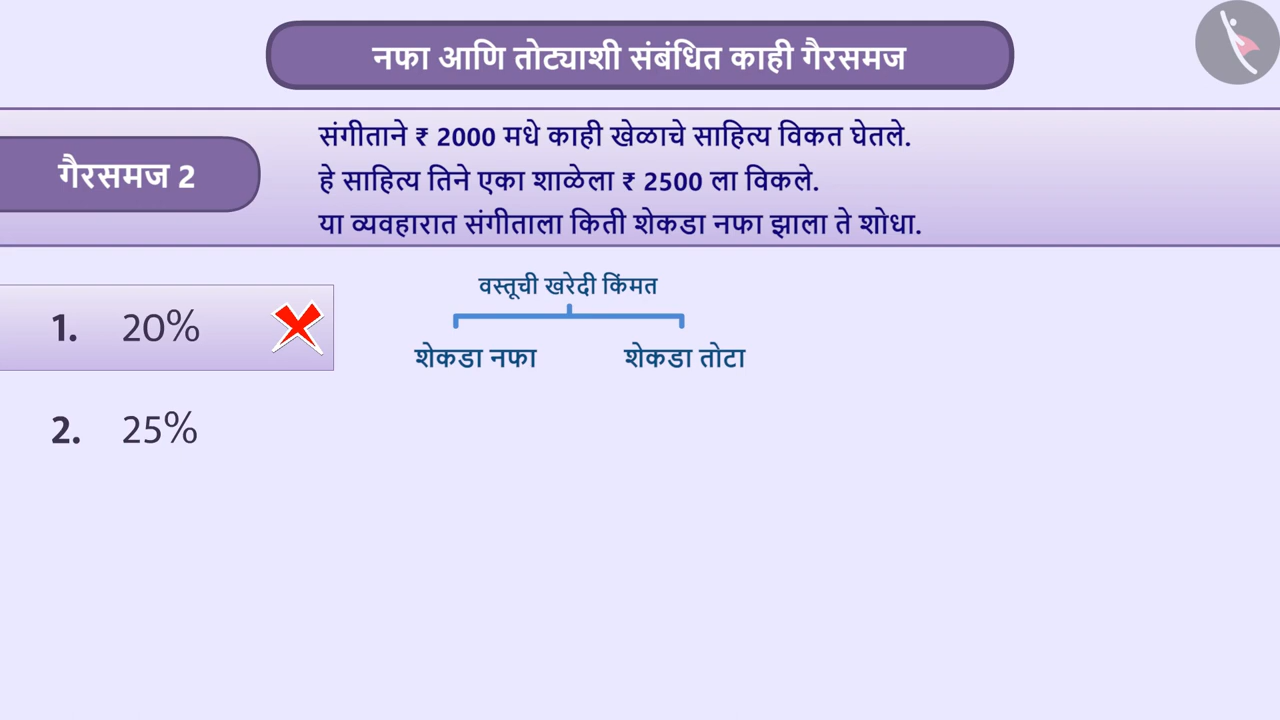 नफा आणि तोट्याशी संबंधित काही गैरसमज
गैरसमज 2
संगीताने ₹ 2000 मधे काही खेळाचे साहित्य विकत घेतले.
हे साहित्य तिने एका शाळेला ₹ 2500 ला विकले.
या व्यवहारात संगीताला किती शेकडा नफा झाला ते शोधा.
1. 20%
वस्तूची खरेदी किंमत
शेकडा नफा शेकडा तोटा
2. 25%